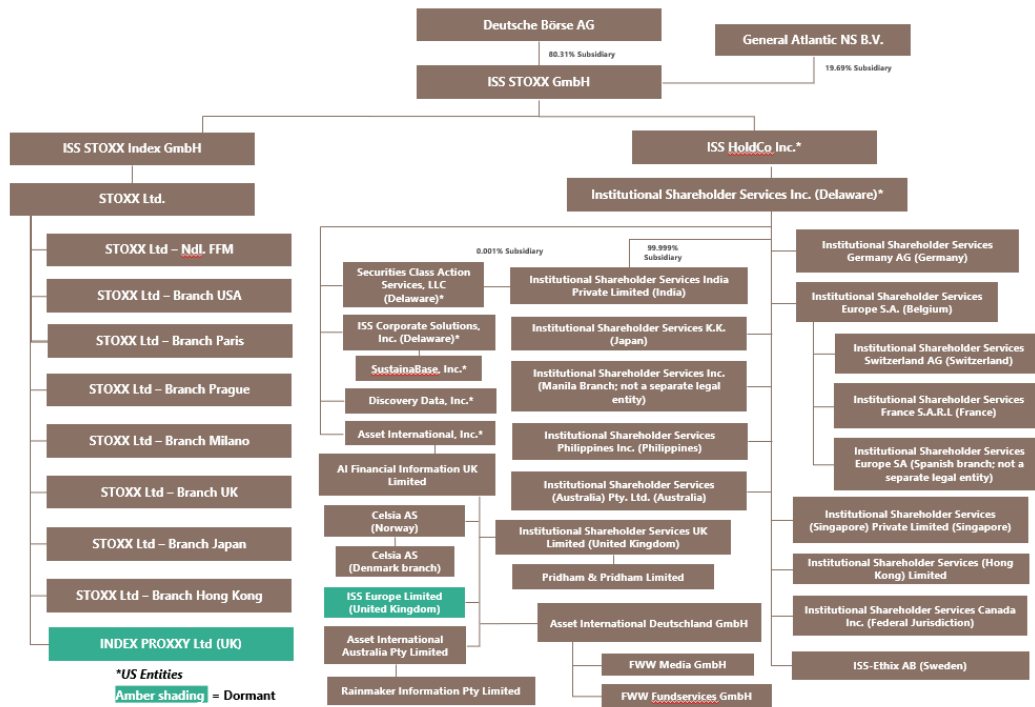 Deutsche Börse AG
General Atlantic NS B.V.
80.31% Subsidiary
19.69% Subsidiary
ISS STOXX GmbH
ISS STOXX Index GmbH
ISS HoldCo Inc.*
STOXX Ltd.
Institutional Shareholder Services Inc. (Delaware)*
STOXX Ltd – Ndl. FFM
STOXX Ltd – Branch USA
STOXX Ltd – Branch Paris
STOXX Ltd – Branch Prague
STOXX Ltd – Branch Milano
STOXX Ltd – Branch UK
STOXX Ltd – Branch Japan
STOXX Ltd – Branch Hong Kong
INDEX PROXXY Ltd (UK)
*US Entities
Amber shading = Dormant
0.001% Subsidiary
99.999%
Subsidiary
Securities Class Action
Services, LLC
(Delaware)*
ISS Corporate Solutions,
Inc. (Delaware)*
SustainaBase, Inc.*
Discovery Data, Inc.*
Asset International, Inc.*
AI Financial Information UK
Limited
Celsia AS
(Norway)
Celsia AS
(Denmark branch)
ISS Europe Limited
(United Kingdom)
Asset International
Australia Pty Limited
Rainmaker Information Pty Limited
Institutional Shareholder Services India
Private Limited (India)
Institutional Shareholder Services K.K.
(Japan)
Institutional Shareholder Services Inc.
(Manila Branch; not a separate legal
entity)
Institutional Shareholder Services
Philippines Inc. (Philippines)
Institutional Shareholder Services
(Australia) Pty. Ltd. (Australia)
Institutional Shareholder Services UK
Limited (United Kingdom)
Pridham & Pridham Limited
Asset International Deutschland GmbH
FWW Media GmbH
FWW Fundservices GmbH
Institutional Shareholder Services
Germany AG (Germany)
Institutional Shareholder Services
Europe S.A. (Belgium)
Institutional Shareholder Services
Switzerland AG (Switzerland)
Institutional Shareholder Services
France S.A.R.L (France)
Institutional Shareholder Services
Europe SA (Spanish branch; not a
separate legal entity)
Institutional Shareholder Services
(Singapore) Private Limited (Singapore)
Institutional Shareholder Services (Hong
Kong) Limited
Institutional Shareholder Services Canada
Inc. (Federal Jurisdiction)
ISS-Ethix AB (Sweden)